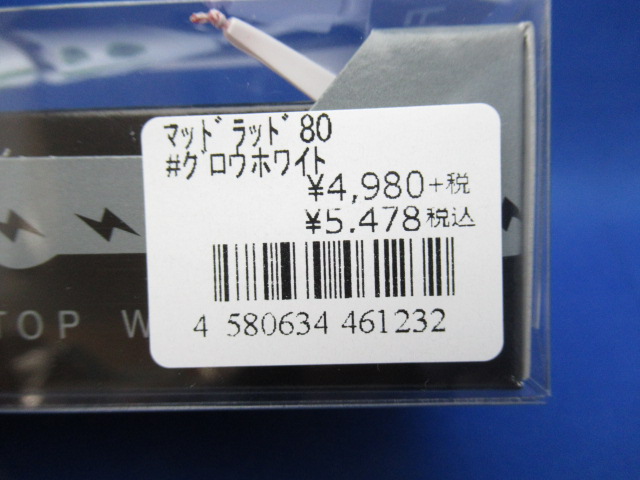 マッド ラッド 80
#グロウホワイト
¥4,980+税
¥5,478税込
4 580634 461232
TOP W